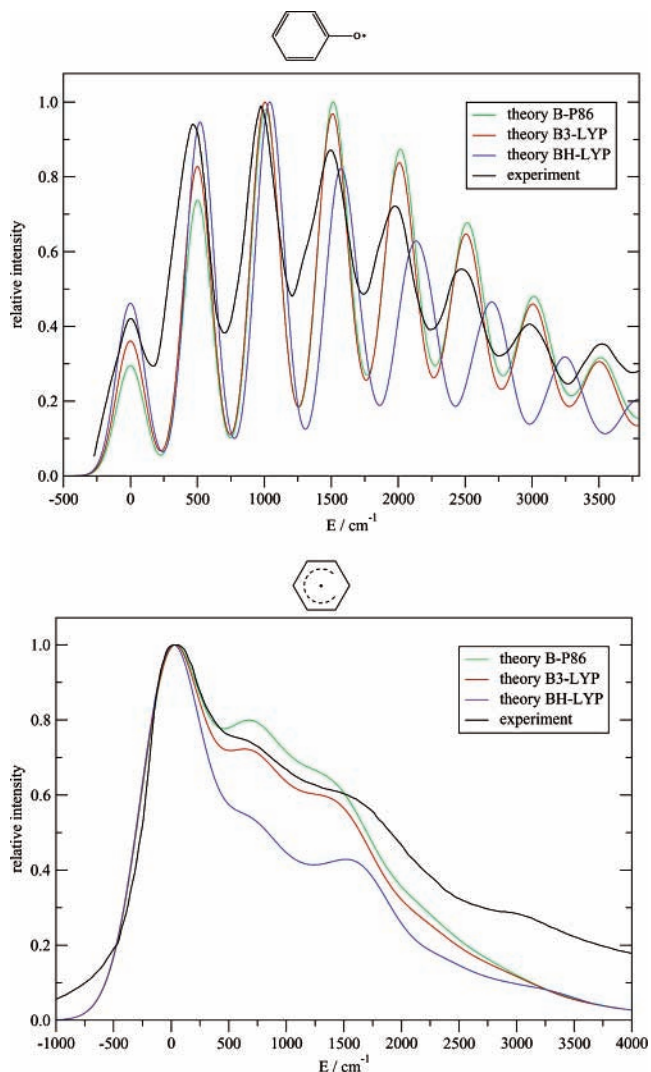 O•
1.0
0.8
0.6
0.4
0.2
0.0
relative intensity
theory B-P86
theory B3-LYP
theory BH-LYP
experiment
-500 0 500 1000 1500 2000 2500 3000 3500
E / cm-1
1.0
0.8
0.6
0.4
0.2
0.0
relative intensity
theory B-P86
theory B3-LYP
theory BH-LYP
experiment
-1000 -500 0 500 1000 1500 2000 2500 3000 3500 4000
E / cm-1